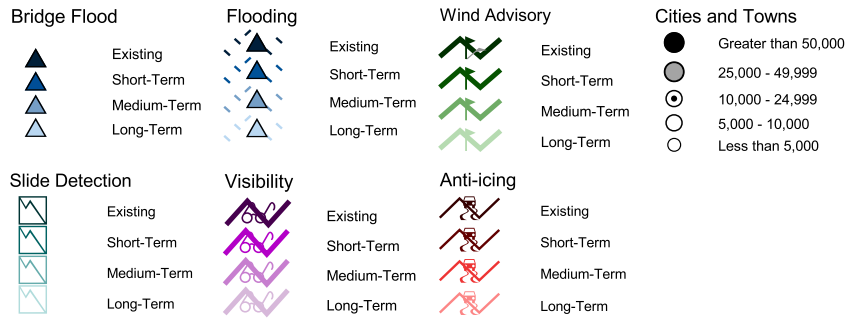 Bridge Flood
Existing
Short-Term
Medium-Term
Long-Term
Flooding
Existing
Short-Term
Medium-Term
Long-Term
Wind Advisory
Existing
Short-Term
Medium-Term
Long-Term
Cities and Towns
Greater than 50,000
25,000 - 49,999
10,000 - 24,999
5,000 - 10,000
Less than 5,000
Slide Detection
Existing
Short-Term
Medium-Term
Long-Term
Visibility
Existing
Short-Term
Medium-Term
Long-Term
Anti-icing
Existing
Short-Term
Medium-Term
Long-Term